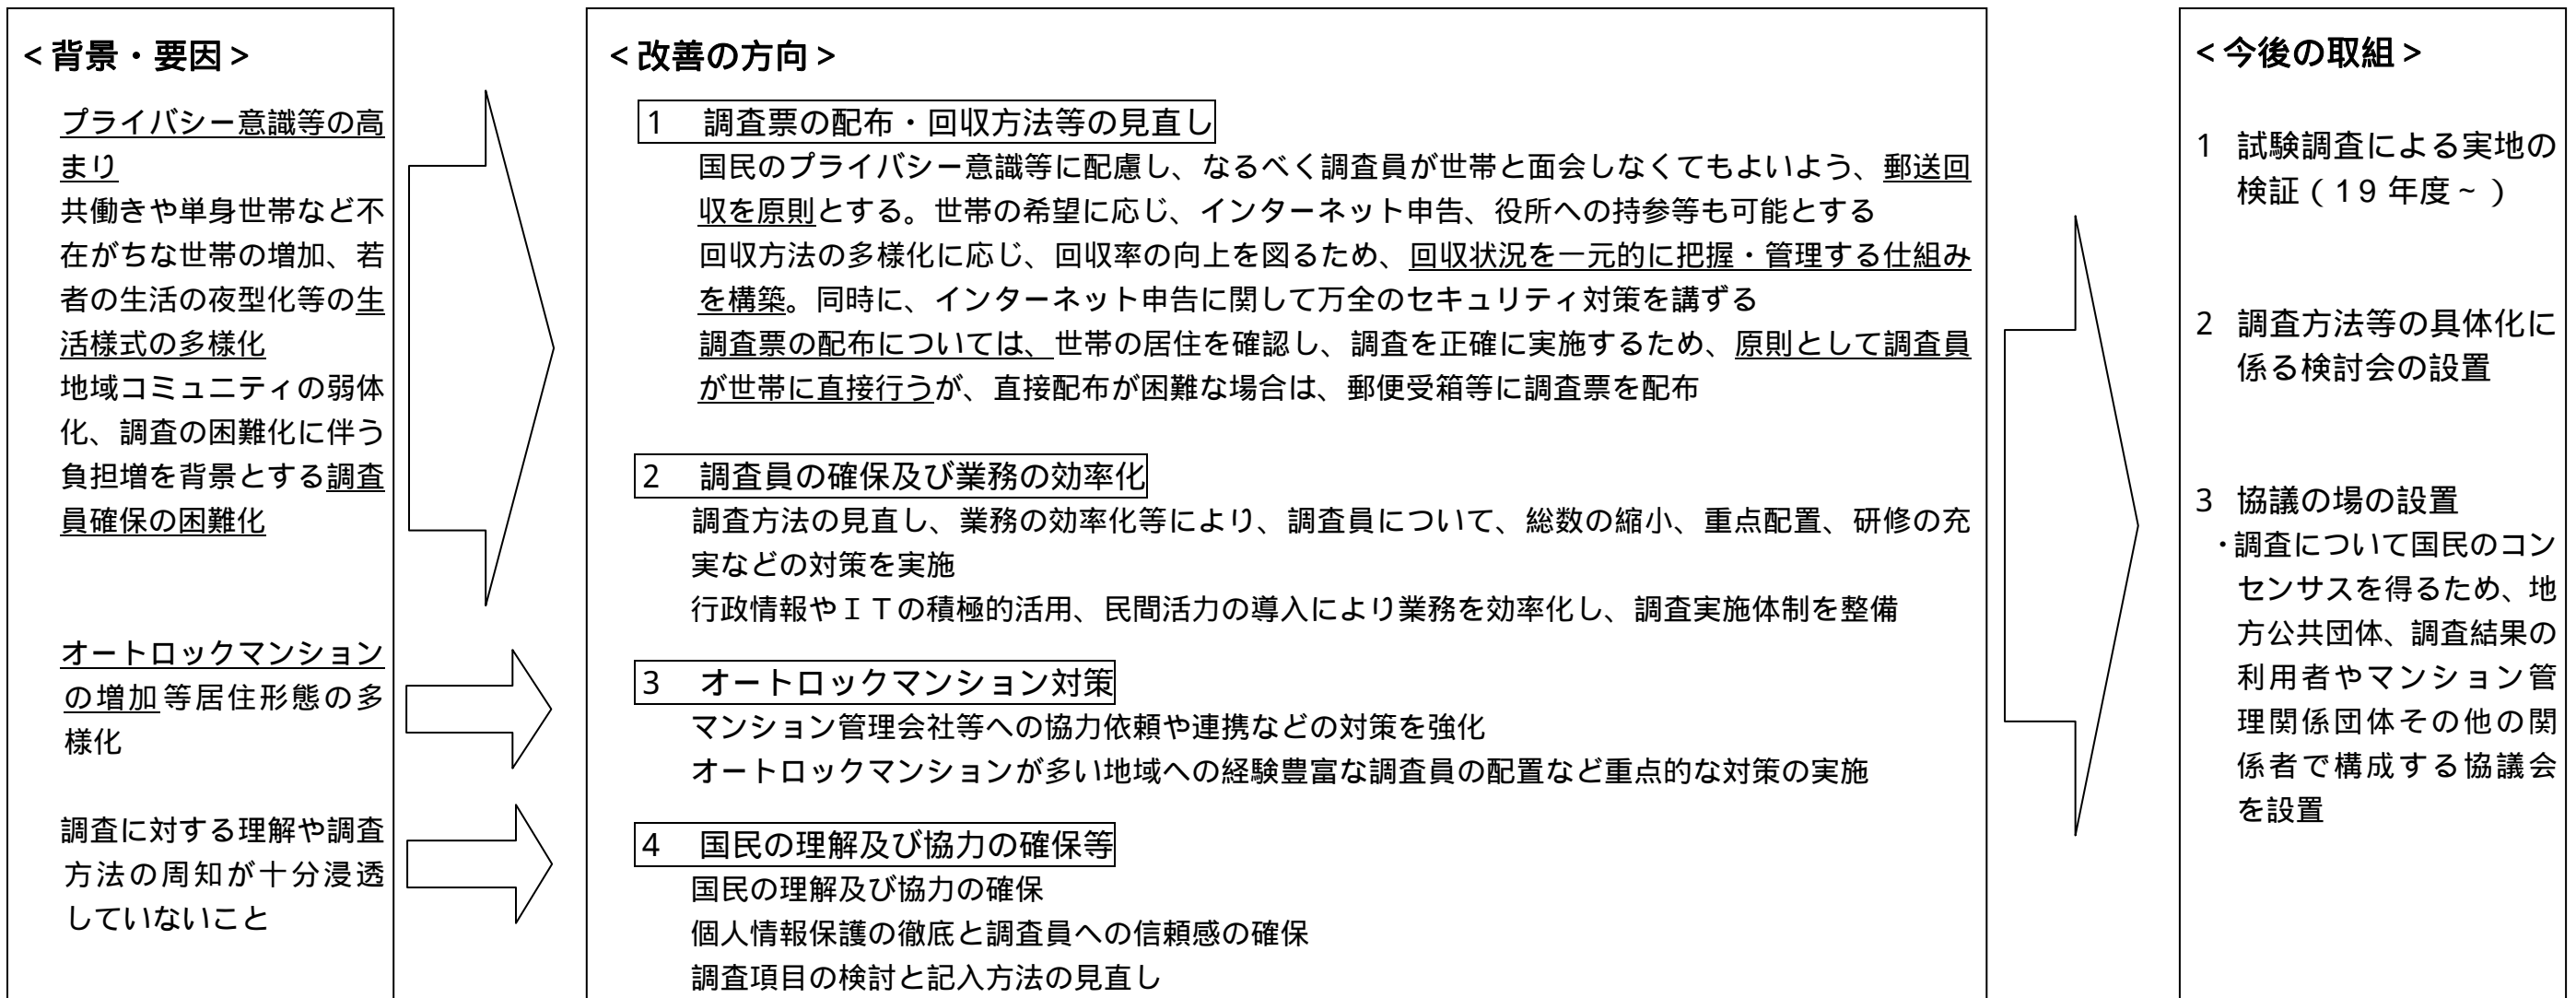 ＜背景・要因＞
プライバシー意識等の高
まり
共働きや単身世帯など不
在がちな世帯の増加、若
者の生活の夜型化等の生
活様式の多様化
地域コミュニティの弱体
化、調査の困難化に伴う
負担増を背景とする調査
員確保の困難化
オートロックマンション
の増加等居住形態の多
様化
調査に対する理解や調査
方法の周知が十分浸透
していないこと
＜改善の方向＞
1　調査票の配布・回収方法等の見直し
国民のプライバシー意識等に配慮し、なるべく調査員が世帯と面会しなくてもよいよう、郵送回
収を原則とする。世帯の希望に応じ、インターネット申告、役所への持参等も可能とする
回収方法の多様化に応じ、回収率の向上を図るため、回収状況を一元的に把握・管理する仕組み
を構築。同時に、インターネット申告に関して万全のセキュリティ対策を講ずる
調査票の配布については、世帯の居住を確認し、調査を正確に実施するため、原則として調査員
が世帯に直接行うが、直接配布が困難な場合は、郵便受箱等に調査票を配布
2　調査員の確保及び業務の効率化
調査方法の見直し、業務の効率化等により、調査員について、総数の縮小、重点配置、研修の充
実などの対策を実施
行政情報やＩＴの積極的活用、民間活力の導入により業務を効率化し、調査実施体制を整備
3　オートロックマンション対策
マンション管理会社等への協力依頼や連携などの対策を強化
オートロックマンションが多い地域への経験豊富な調査員の配置など重点的な対策の実施
4　国民の理解及び協力の確保等
国民の理解及び協力の確保
個人情報保護の徹底と調査員への信頼感の確保
調査項目の検討と記入方法の見直し
＜今後の取組＞
1　試験調査による実地の
検証（19年度～）
2　調査方法等の具体化に
係る検討会の設置
3　協議の場の設置
・調査について国民のコン
センサスを得るため、地
方公共団体、調査結果の
利用者やマンション管
理関係団体その他の関
係者で構成する協議会
を設置